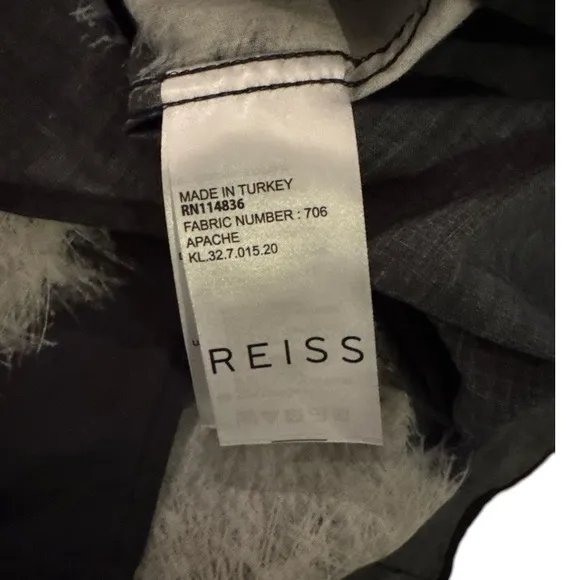 MADE IN TURKEY
RN114836
FABRIC NUMBER : 706
APACHE
KL.32.7.015.20
REISS